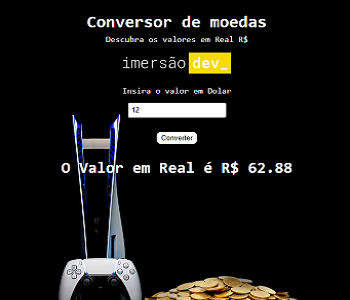 Conversor de moedas
Descubra os valores em Real R$
imersão dev_
Insira o valor em Dolar
12
Converter
O Valor em Real é R$ 62.88